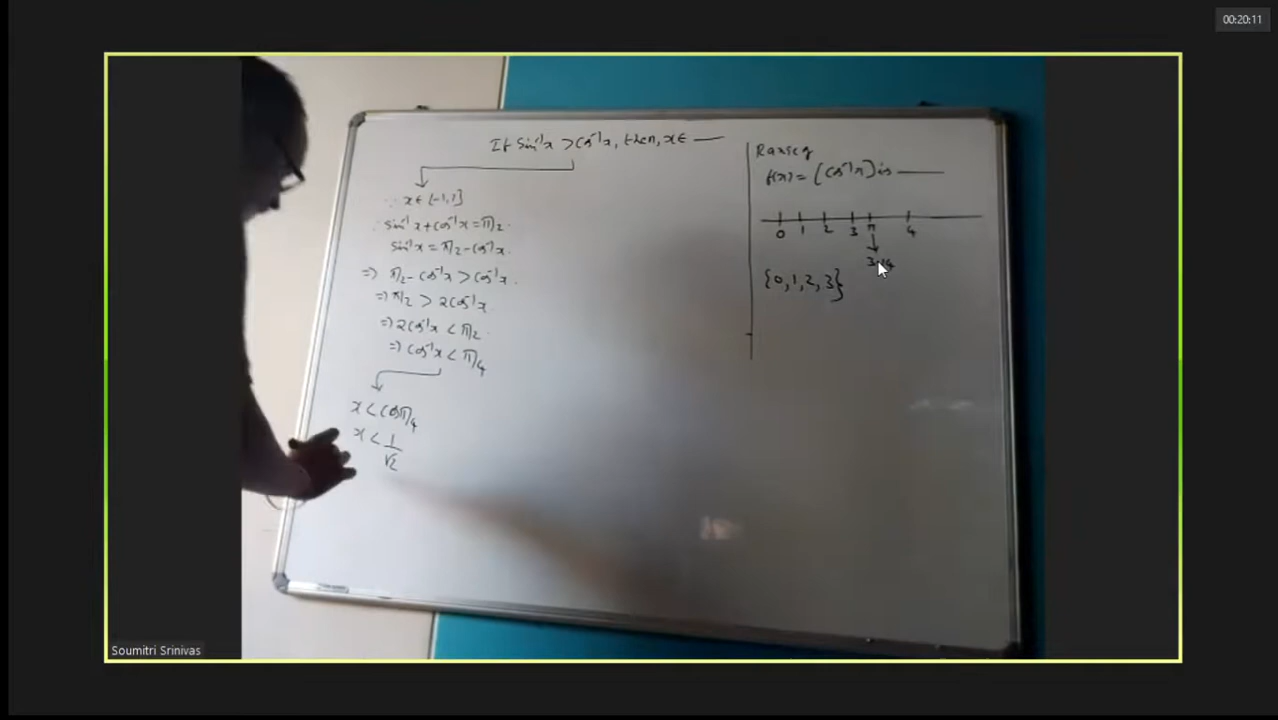 00:20:11
If Sin⁻¹x > Cos⁻¹x, then, x ∈ ___
∵ x ∈ [-1,1]
∴ Sin⁻¹x + Cos⁻¹x = π/2.
Sin⁻¹x = π/2 - Cos⁻¹x.
=> π/2 - Cos⁻¹x > Cos⁻¹x.
=> π/2 > 2Cos⁻¹x
=> 2Cos⁻¹x < π/2
=> Cos⁻¹x < π/4
x < Cos π/4
x < 1/√2
Range of
f(x) = [Cos⁻¹x] is ___
0 1 2 3 π 4
{0,1,2,3}
Soumitri Srinivas